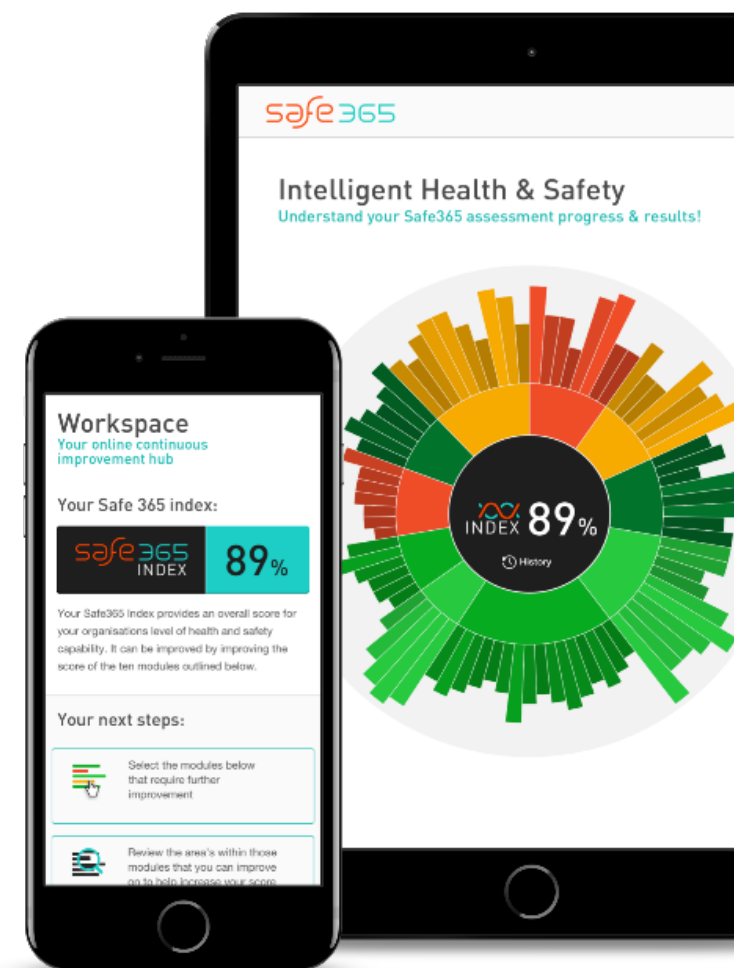 safe365
Intelligent Health & Safety
Understand your Safe365 assessment progress & results!
INDEX 89%
History
Workspace
Your online continuous
improvement hub
Your Safe 365 index:
safe365
INDEX
89%
Your Safe365 Index provides an overall score for
your organisations level of health and safety
capability. It can be improved by improving the
score of the ten modules outlined below.
Your next steps:
Select the modules below
that require further
improvement
Review the area's within those
modules that you can improve
on to help increase your score